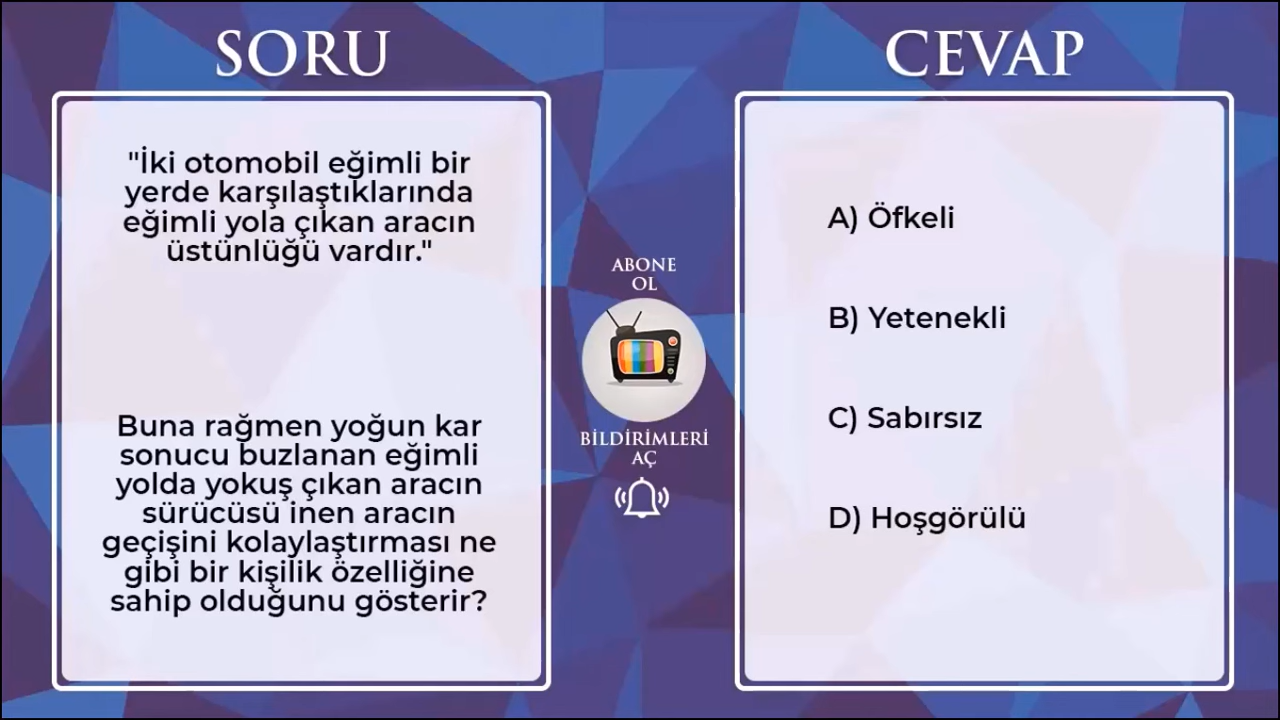 SORU
"İki otomobil eğimli bir
yerde karşılaştıklarında
eğimli yola çıkan aracın
üstünlüğü vardır."
Buna rağmen yoğun kar
sonucu buzlanan eğimli
yolda yokuş çıkan aracın
sürücüsü inen aracın
geçişini kolaylaştırması ne
gibi bir kişilik özelliğine
sahip olduğunu gösterir?
ABONE
OL
BİLDİRİMLERİ
AÇ
CEVAP
A) Öfkeli
B) Yetenekli
C) Sabırsız
D) Hoşgörülü